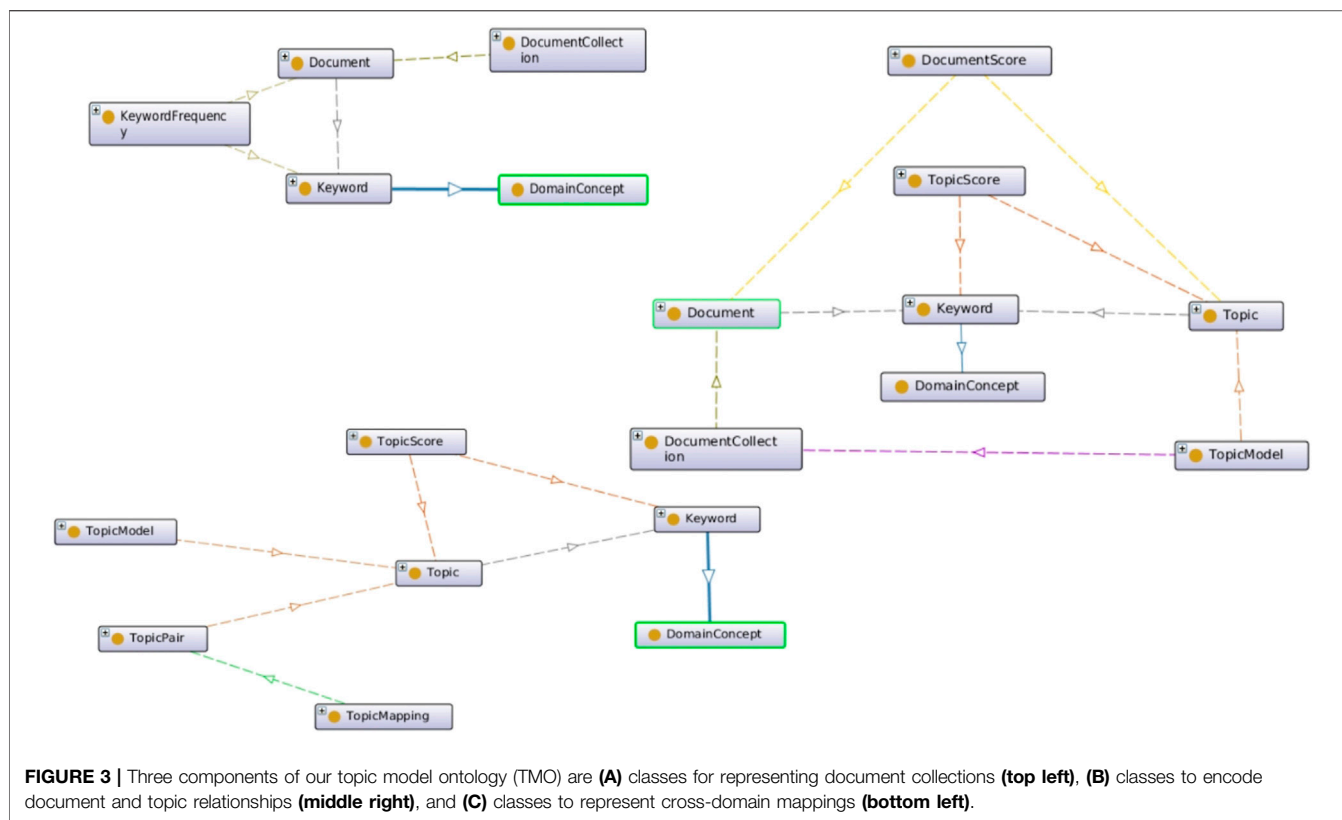 Document
DocumentCollect
ion
KeywordFrequenc
y
Keyword
DomainConcept
DocumentScore
TopicScore
Document
Keyword
Topic
DomainConcept
DocumentCollect
ion
TopicModel
TopicScore
Keyword
TopicModel
Topic
TopicPair
DomainConcept
TopicMapping
FIGURE 3 | Three components of our topic model ontology (TMO) are (A) classes for representing document collections (top left), (B) classes to encode
document and topic relationships (middle right), and (C) classes to represent cross-domain mappings (bottom left).